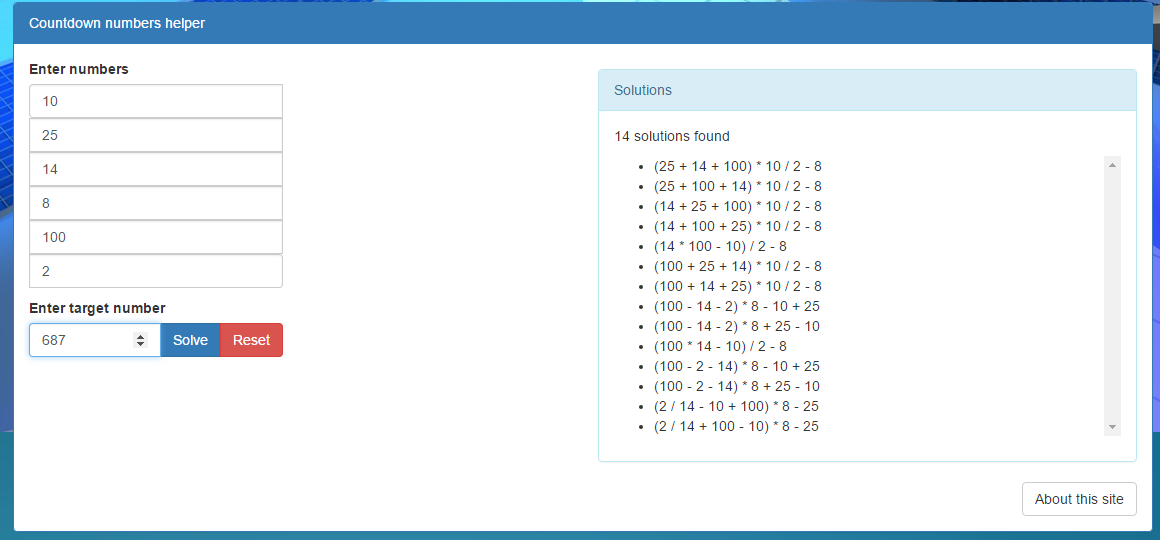 Countdown numbers helper
Enter numbers
10
25
14
8
100
2
Enter target number
687
Solve
Reset
Solutions
14 solutions found
(25 + 14 + 100) * 10 / 2 - 8
(25 + 100 + 14) * 10 / 2 - 8
(14 + 25 + 100) * 10 / 2 - 8
(14 + 100 + 25) * 10 / 2 - 8
(14 * 100 - 10) / 2 - 8
(100 + 25 + 14) * 10 / 2 - 8
(100 + 14 + 25) * 10 / 2 - 8
(100 - 14 - 2) * 8 - 10 + 25
(100 - 14 - 2) * 8 + 25 - 10
(100 * 14 - 10) / 2 - 8
(100 - 2 - 14) * 8 - 10 + 25
(100 - 2 - 14) * 8 + 25 - 10
(2 / 14 - 10 + 100) * 8 - 25
(2 / 14 + 100 - 10) * 8 - 25
About this site